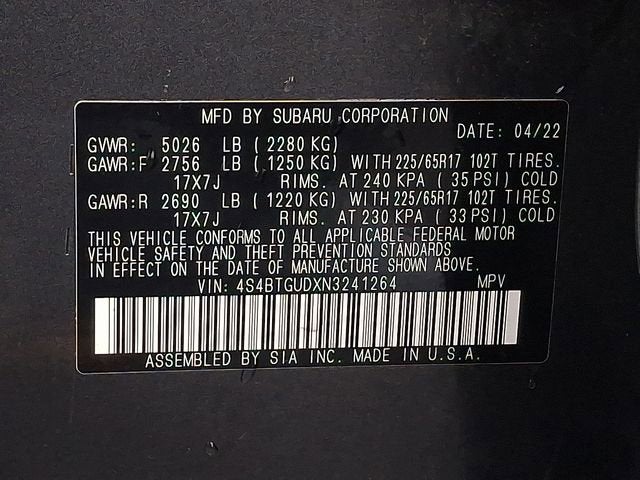 MFD BY SUBARU CORPORATION
DATE: 04/22
GVWR: 5026 LB ( 2280 KG)
GAWR:F 2756 LB ( 1250 KG) WITH 225/65R17 102T TIRES.
17X7J RIMS. AT 240 KPA ( 35 PSI) COLD
GAWR:R 2690 LB ( 1220 KG) WITH 225/65R17 102T TIRES.
17X7J RIMS. AT 230 KPA ( 33 PSI) COLD
THIS VEHICLE CONFORMS TO ALL APPLICABLE FEDERAL MOTOR
VEHICLE SAFETY AND THEFT PREVENTION STANDARDS
IN EFFECT ON DATE OF MANUFACTURE SHOWN ABOVE.
VIN: 4S4BTGUDXN3241264 MPV
ASSEMBLED BY SIA INC. MADE IN U.S.A.